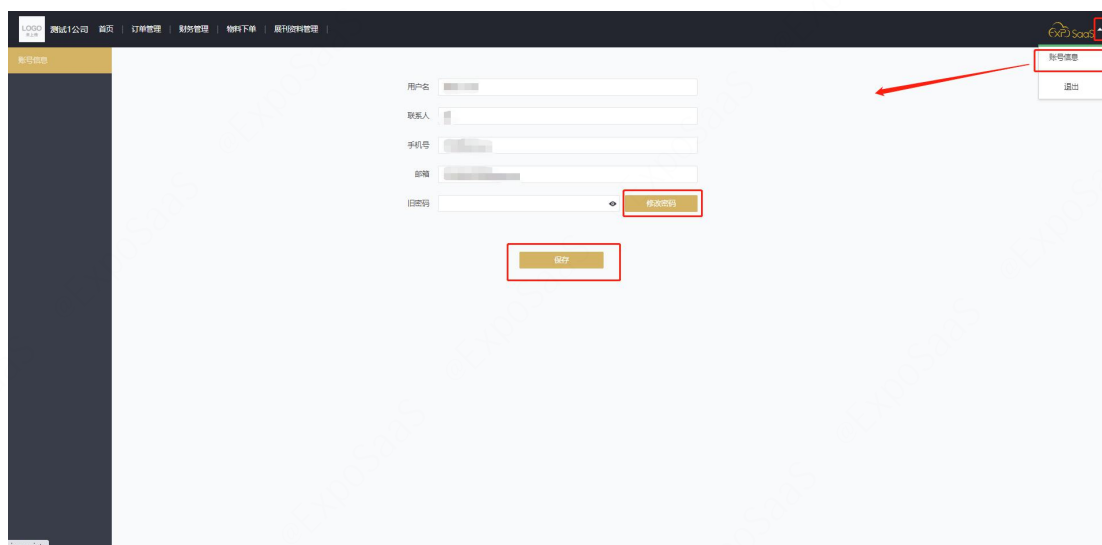 LOGO 测试1公司 首页 | 订单管理 | 财务管理 | 物料下单 | 展刊资料管理 |
EXPO SaaS
账号信息
账号信息
退出
用户名
联系人
手机号
邮箱
旧密码 修改密码
保存